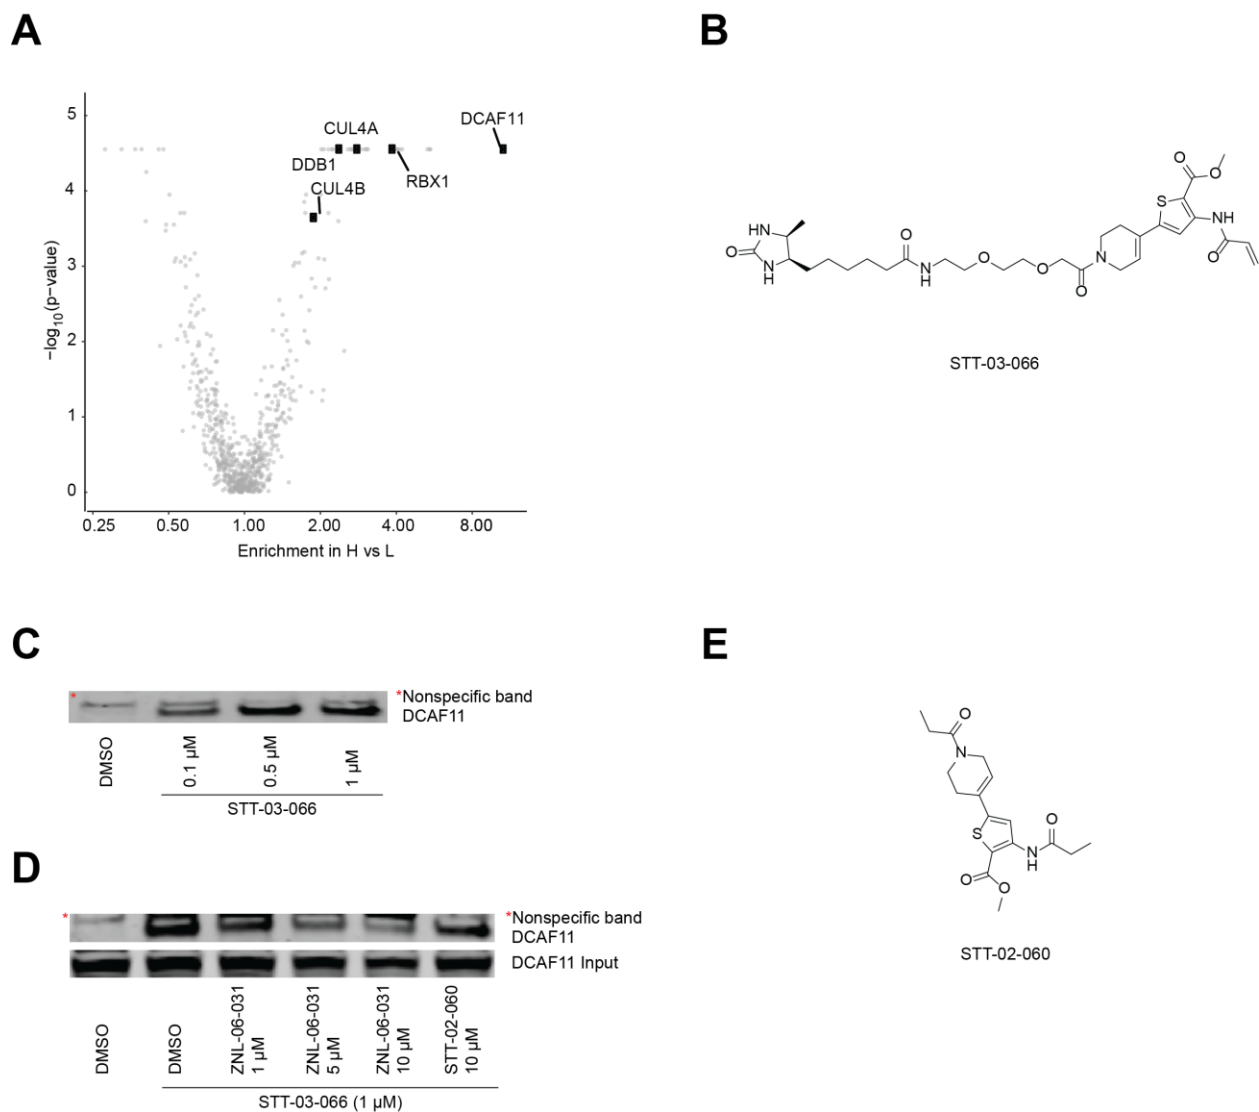 A
B
5
4
3
2
1
0
−log10(p-value)
CUL4A
DCAF11
DDB1
CUL4B
RBX1
0.25
0.50
1.00
2.00
4.00
8.00
Enrichment in H vs L
HN
O
N
H
O
N
H
O
O
O
N
S
O
O
NH
O
STT-03-066
C
*
*Nonspecific band
DCAF11
DMSO
0.1 µM
0.5 µM
1 µM
STT-03-066
D
*
*Nonspecific band
DCAF11
DCAF11 Input
DMSO
DMSO
ZNL-06-031
1 µM
ZNL-06-031
5 µM
ZNL-06-031
10 µM
STT-02-060
10 µM
STT-03-066 (1 µM)
E
O
N
S
O
N
H
O
O
STT-02-060